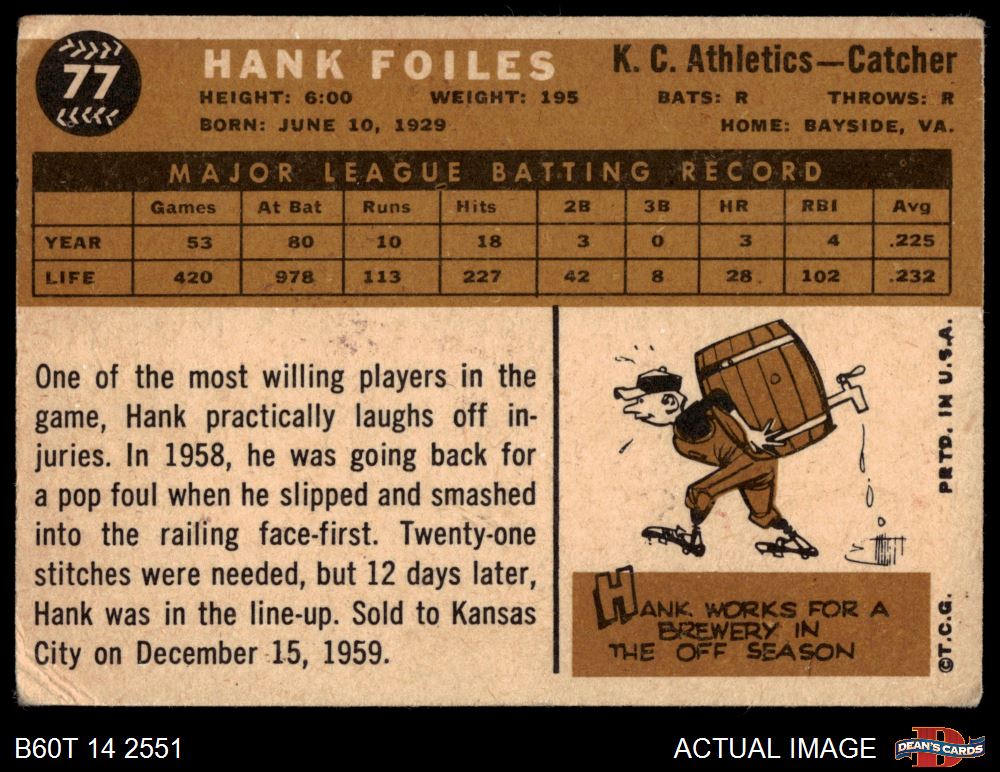 77
HANK FOILES
K. C. Athletics—Catcher
HEIGHT: 6:00 WEIGHT: 195 BATS: R THROWS: R
BORN: JUNE 10, 1929 HOME: BAYSIDE, VA.
MAJOR LEAGUE BATTING RECORD
Games At Bat Runs Hits 2B 3B HR RBI Avg
YEAR 53 80 10 18 3 0 3 4 .225
LIFE 420 978 113 227 42 8 28 102 .232
One of the most willing players in the
game, Hank practically laughs off in-
juries. In 1958, he was going back for
a pop foul when he slipped and smashed
into the railing face-first. Twenty-one
stitches were needed, but 12 days later,
Hank was in the line-up. Sold to Kansas
City on December 15, 1959.
HANK WORKS FOR A
BREWERY IN
THE OFF SEASON
©T.C.G. PRTD. IN U.S.A.
B60T 14 2551
ACTUAL IMAGE
D
DEAN'S CARDS